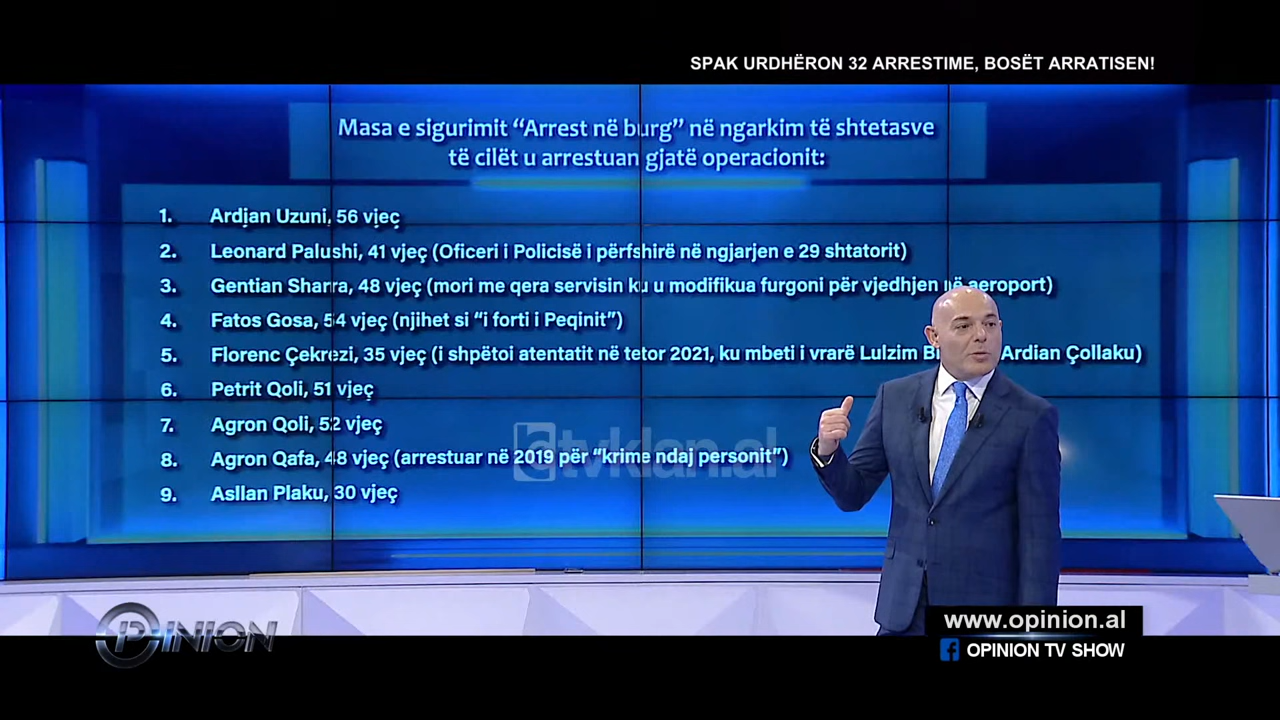 SPAK URDHËRON 32 ARRESTIME, BOSËT ARRATISEN!
Masa e sigurimit “Arrest në burg” në ngarkim të shtetasve
të cilët u arrestuan gjatë operacionit:
1. Ardjan Uzuni, 56 vjeç
2. Leonard Palushi, 41 vjeç (Oficeri i Policisë i përfshirë në ngjarjen e 29 shtatorit)
3. Gentian Sharra, 48 vjeç (mori me qera servisin ku u modifikua furgoni për vjedhjen në aeroport)
4. Fatos Gosa, 54 vjeç (njihet si “i forti i Peqinit”)
5. Florenc Çekrezi, 35 vjeç (i shpëtoi atentatit në tetor 2021, ku mbeti i vrarë Lulzim Ardian Çollaku)
6. Petrit Qoli, 51 vjeç
7. Agron Qoli, 52 vjeç
8. Agron Qafa, 48 vjeç (arrestuar në 2019 për “krime ndaj personit”)
9. Asllan Plaku, 30 vjeç
tvklan.al
OPINION
www.opinion.al
OPINION TV SHOW